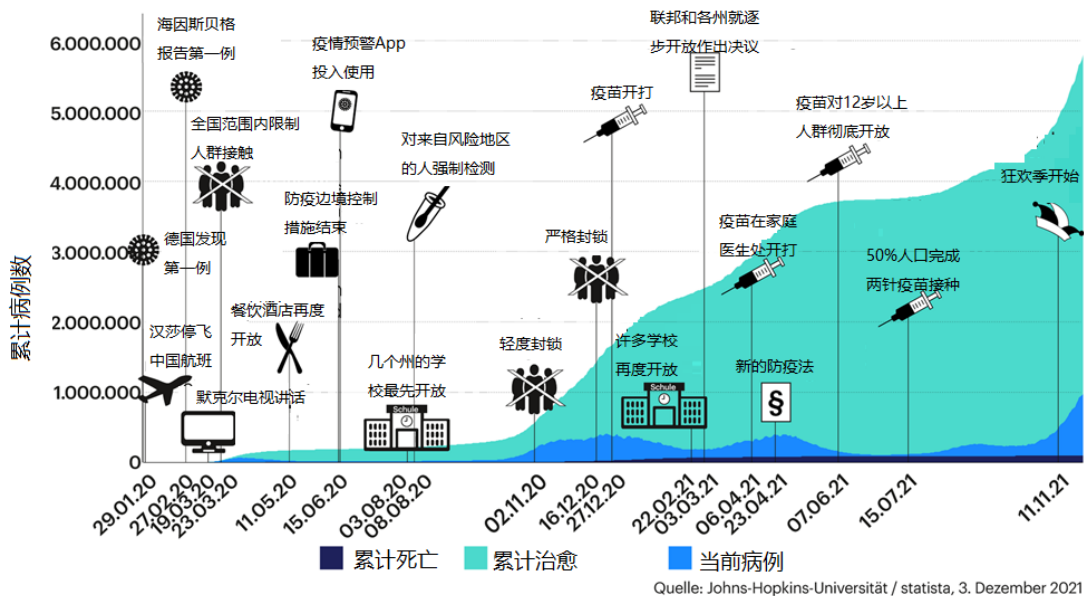 海因斯贝格
报告第一例
联邦和各州就逐
步开放作出决议
6.000.000
疫情预警App
投入使用
疫苗开打
疫苗对12岁以上
人群彻底开放
5.000.000
全国范围内限制
人群接触
对来自风险地区
的人强制检测
4.000.000
狂欢季开始
防疫边境控制
措施结束
疫苗在家庭
医生处开打
德国发现
第一例
严格封锁
50%人口完成
两针疫苗接种
3.000.000
累计病例数
餐饮酒店再度
开放
2.000.000
汉莎停飞
中国航班
几个州的学
校最先开放
轻度封锁
许多学校
再度开放
新的防疫法
1.000.000
默克尔电视讲话
Schule
Schule
§
0
29.01.20
27.02.20
19.03.20
23.03.20
11.05.20
15.06.20
03.08.20
08.08.20
02.11.20
16.12.20
27.12.20
22.02.21
03.03.21
06.04.21
23.04.21
07.06.21
15.07.21
11.11.21
累计死亡
累计治愈
当前病例
Quelle: Johns-Hopkins-Universität / statista, 3. Dezember 2021